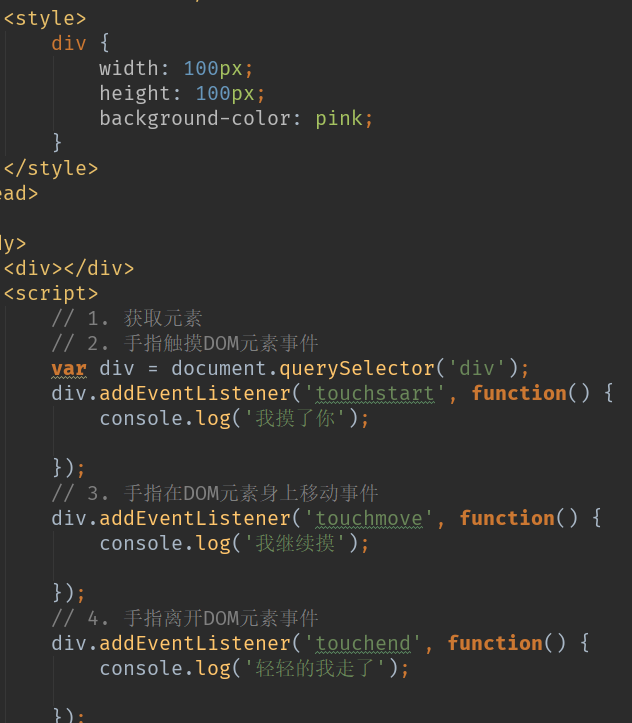 <style>
div {
width: 100px;
height: 100px;
background-color: pink;
}
</style>
ead>
dy>
<div></div>
<script>
// 1. 获取元素
// 2. 手指触摸DOM元素事件
var div = document.querySelector('div');
div.addEventListener('touchstart', function() {
console.log('我摸了你');
});
// 3. 手指在DOM元素身上移动事件
div.addEventListener('touchmove', function() {
console.log('我继续摸');
});
// 4. 手指离开DOM元素事件
div.addEventListener('touchend', function() {
console.log('轻轻的我走了');
});